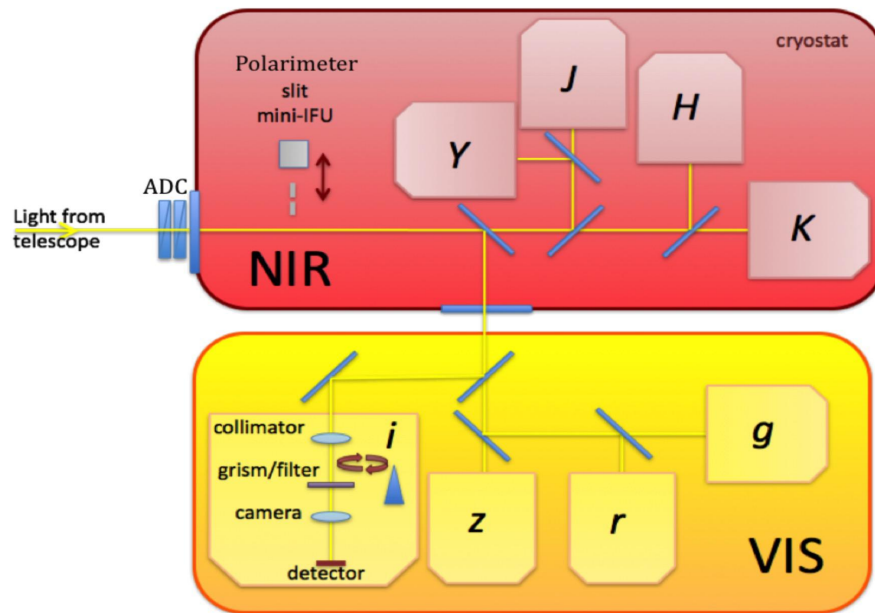 cryostat
Polarimeter
slit
mini-IFU
J
H
Y
ADC
Light from
telescope
K
NIR
collimator
i
grism/filter
camera
detector
z
r
g
VIS